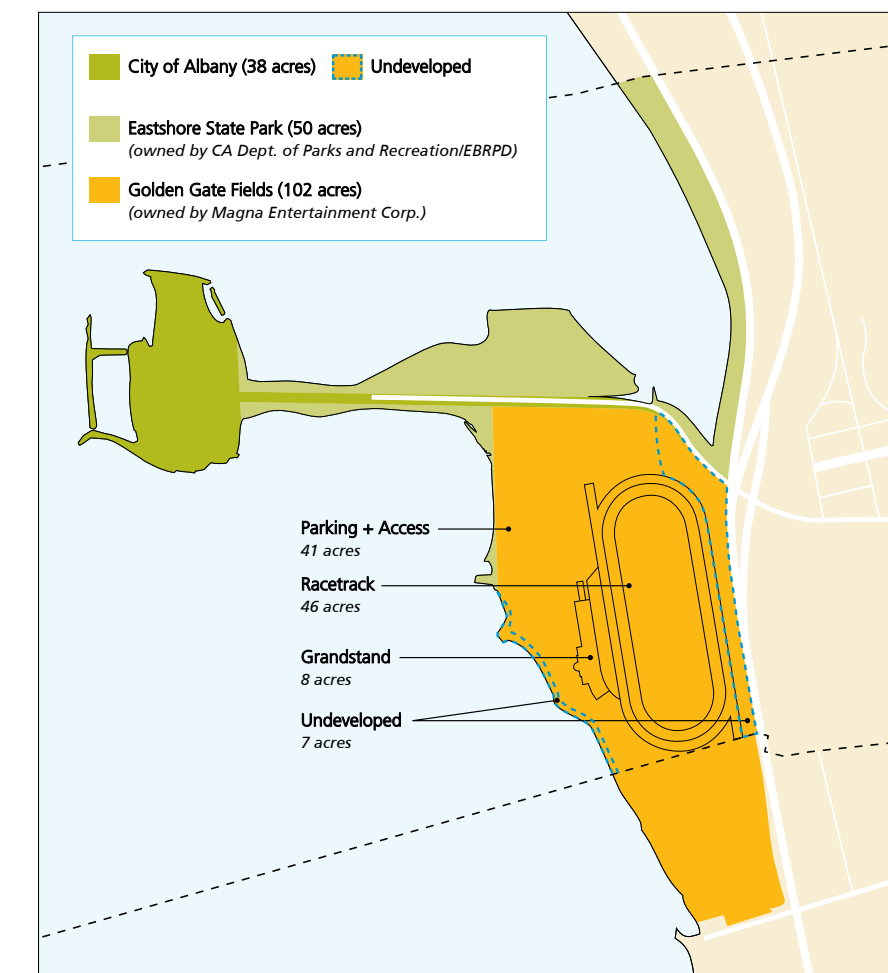 City of Albany (38 acres)
Undeveloped
Eastshore State Park (50 acres)
(owned by CA Dept. of Parks and Recreation/EBRPD)
Golden Gate Fields (102 acres)
(owned by Magna Entertainment Corp.)
Parking + Access
41 acres
Racetrack
46 acres
Grandstand
8 acres
Undeveloped
7 acres